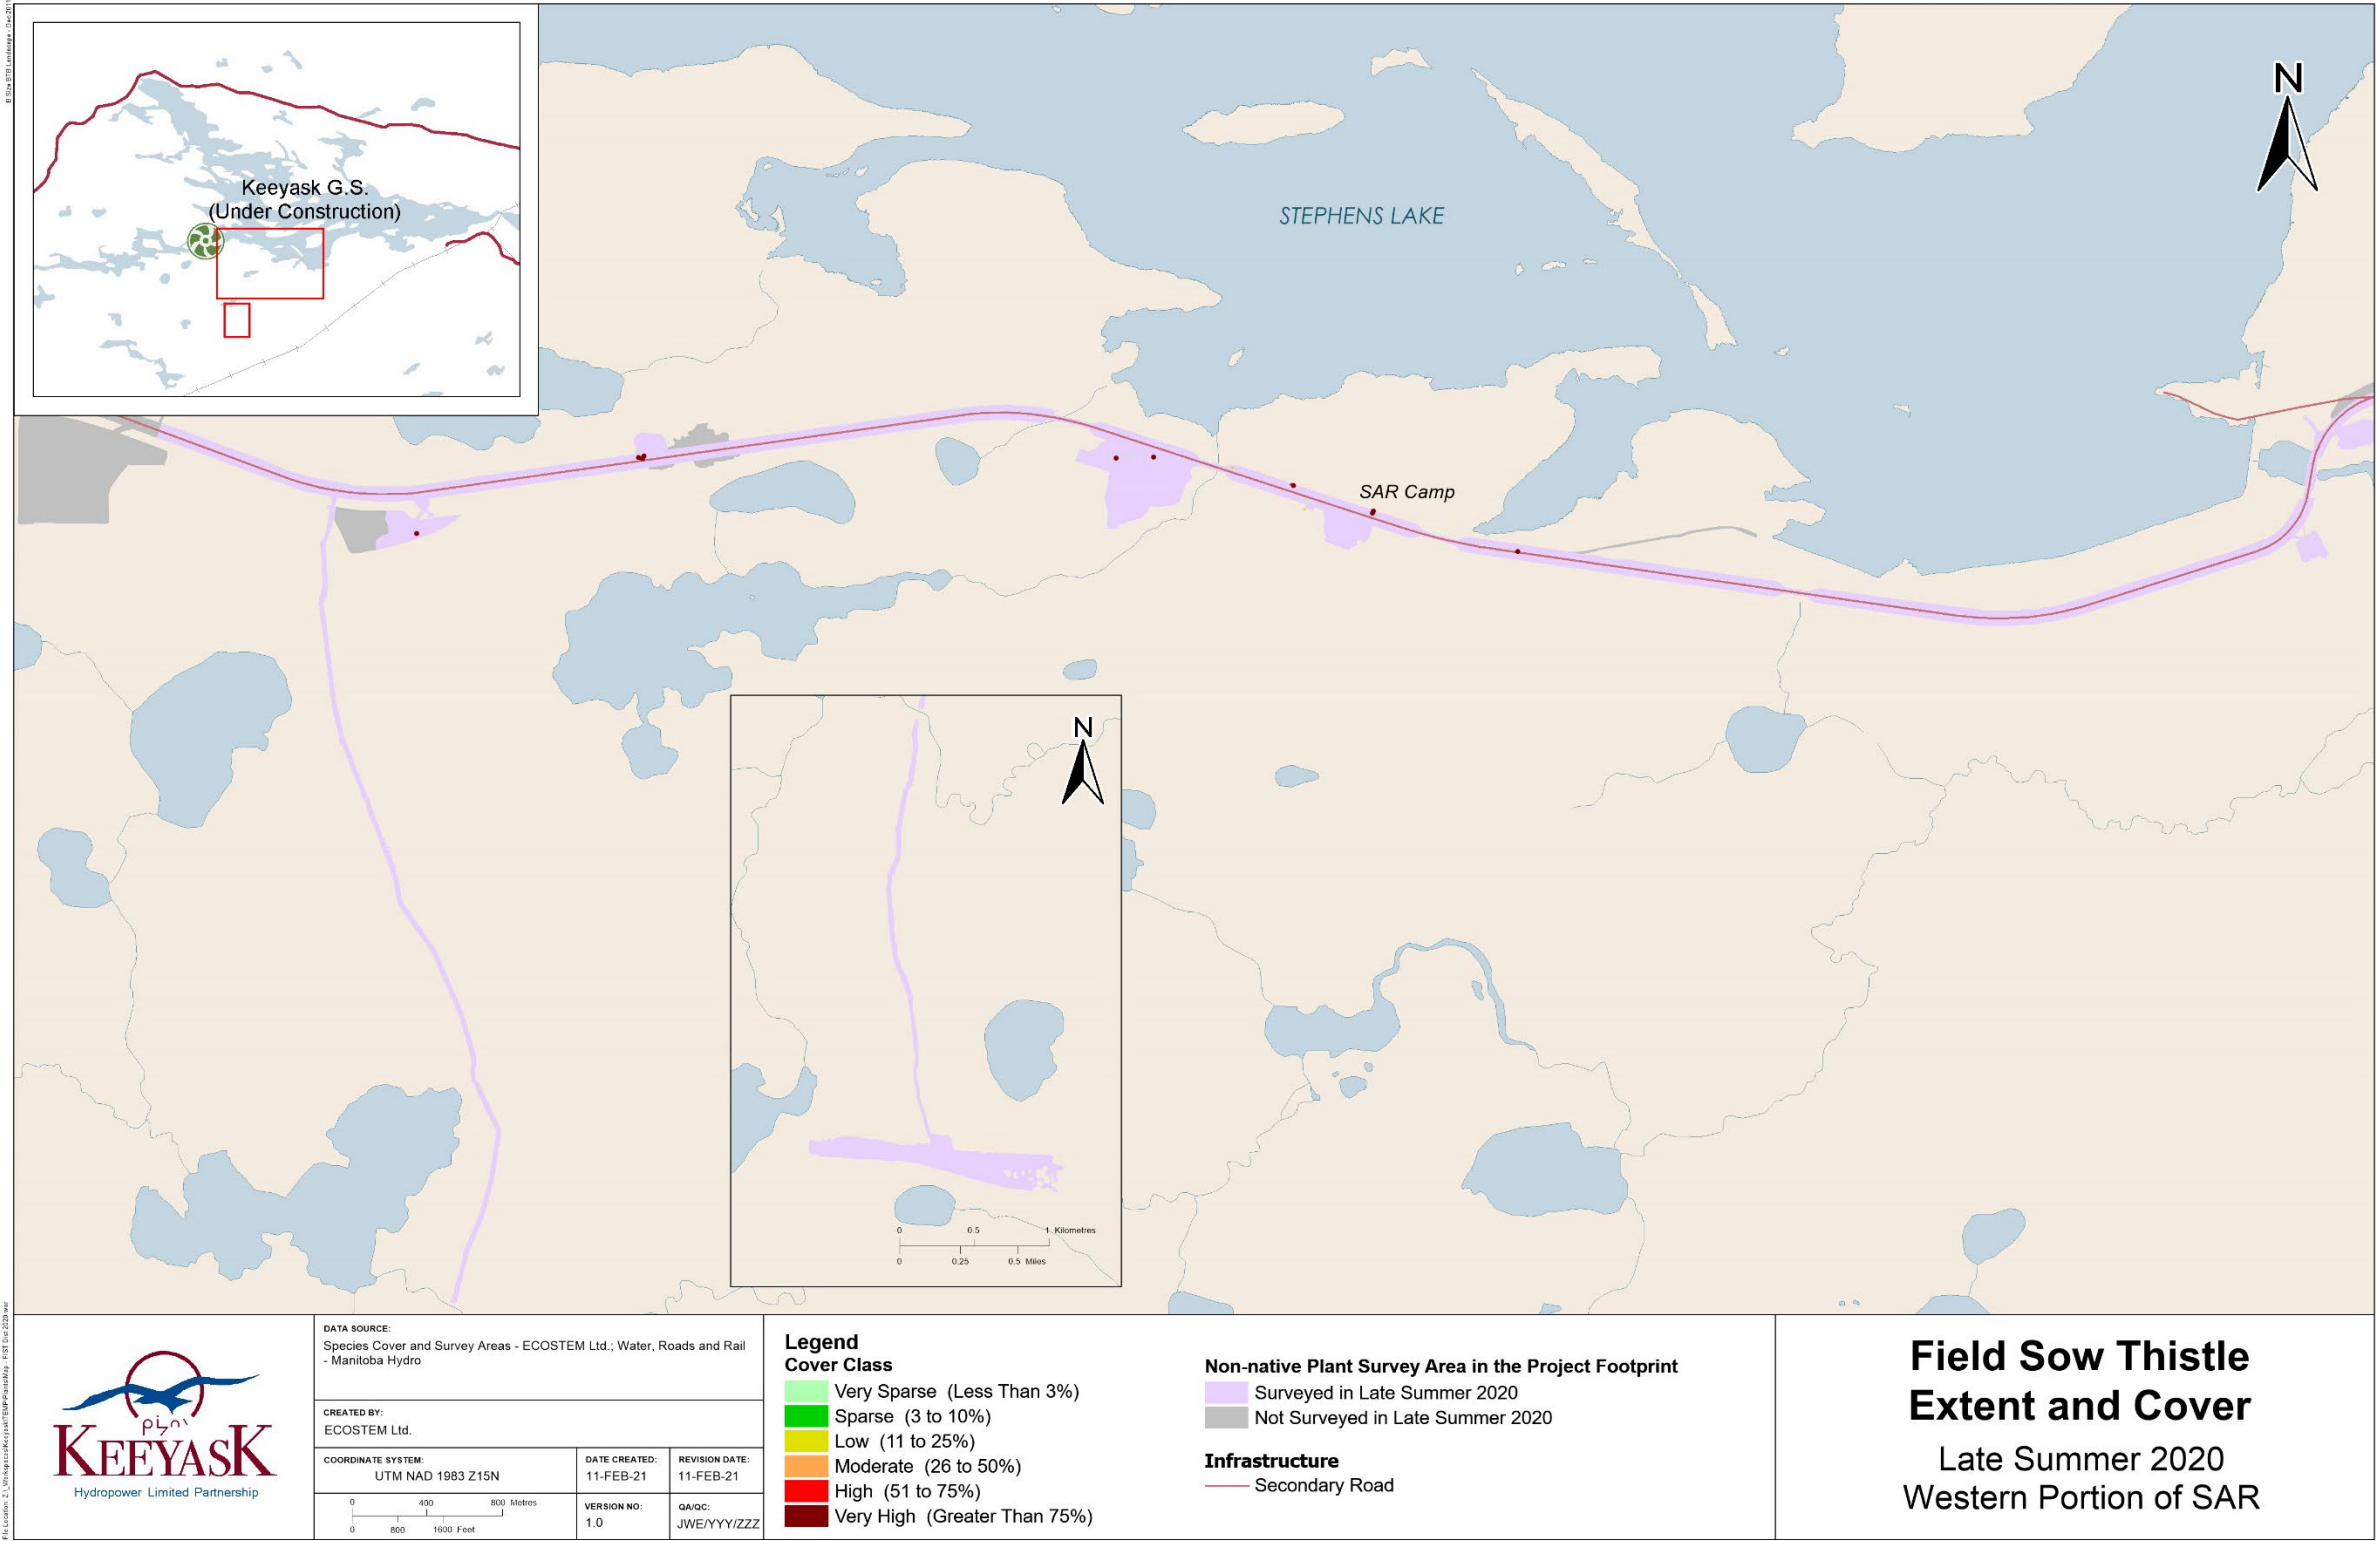 B Size BTB Landscape - Dec 2011
Keeyask G.S.
(Under Construction)
N
STEPHENS LAKE
SAR Camp
N
0 0.5 1 Kilometres
0 0.25 0.5 Miles
KEEYASK
Hydropower Limited Partnership
DATA SOURCE:
Species Cover and Survey Areas - ECOSTEM Ltd.; Water, Roads and Rail
- Manitoba Hydro
CREATED BY:
ECOSTEM Ltd.
COORDINATE SYSTEM:
UTM NAD 1983 Z15N
DATE CREATED:
11-FEB-21
REVISION DATE:
11-FEB-21
0 400 800 Metres
0 800 1600 Feet
VERSION NO:
1.0
QA/QC:
JWE/YYY/ZZZ
Legend
Cover Class
Very Sparse (Less Than 3%)
Sparse (3 to 10%)
Low (11 to 25%)
Moderate (26 to 50%)
High (51 to 75%)
Very High (Greater Than 75%)
Non-native Plant Survey Area in the Project Footprint
Surveyed in Late Summer 2020
Not Surveyed in Late Summer 2020
Infrastructure
Secondary Road
Field Sow Thistle
Extent and Cover
Late Summer 2020
Western Portion of SAR